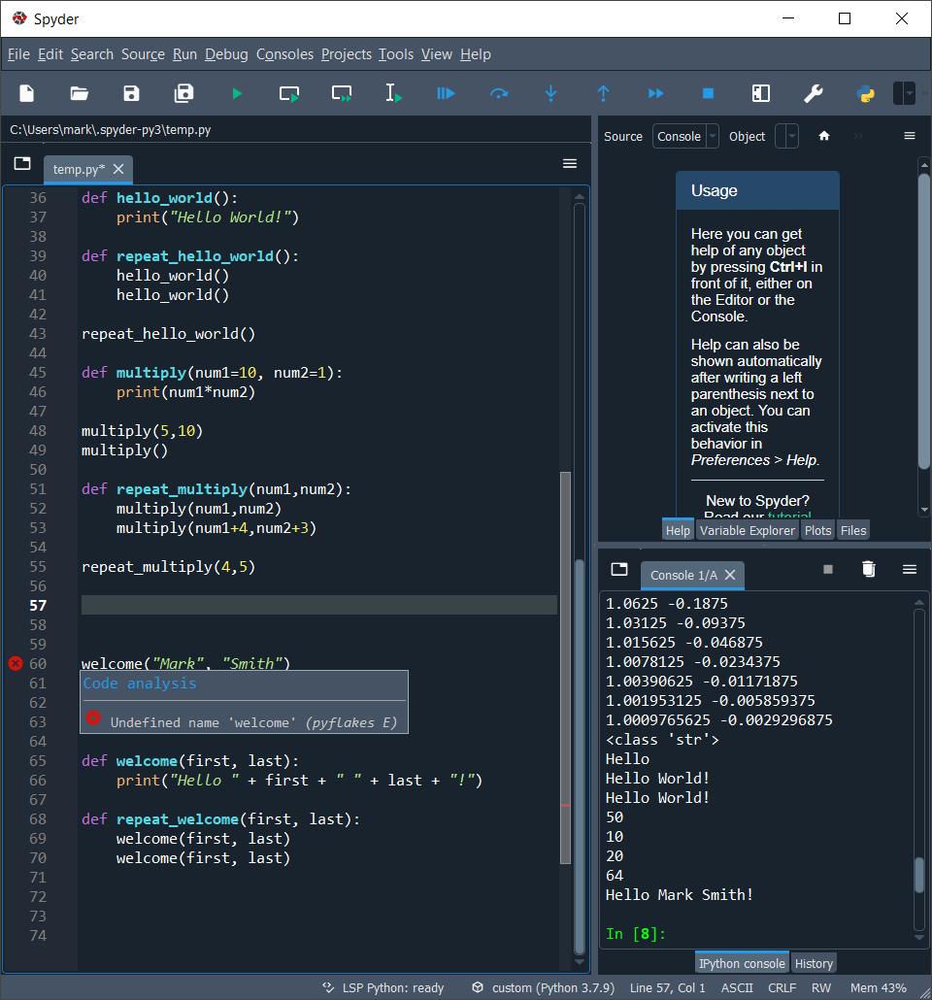 Spyder
File Edit Search Source Run Debug Consoles Projects Tools View Help
C:\Users\mark\.spyder-py3\temp.py
temp.py*
36 def hello_world():
37     print("Hello World!")
38
39 def repeat_hello_world():
40     hello_world()
41     hello_world()
42
43 repeat_hello_world()
44
45 def multiply(num1=10, num2=1):
46     print(num1*num2)
47
48 multiply(5,10)
49 multiply()
50
51 def repeat_multiply(num1,num2):
52     multiply(num1,num2)
53     multiply(num1+4,num2+3)
54
55 repeat_multiply(4,5)
56
57
58
59
60 welcome("Mark", "Smith")
61
62
63
64
Code analysis
Undefined name 'welcome' (pyflakes E)
65 def welcome(first, last):
66     print("Hello " + first + " " + last + "!")
67
68 def repeat_welcome(first, last):
69     welcome(first, last)
70     welcome(first, last)
71
72
73
74
Source Console Object
Usage
Here you can get
help of any object
by pressing Ctrl+I in
front of it, either on
the Editor or the
Console.
Help can also be
shown automatically
after writing a left
parenthesis next to
an object. You can
activate this
behavior in
Preferences > Help.
New to Spyder?
Read our tutorial
Help Variable Explorer Plots Files
Console 1/A
1.0625 -0.1875
1.03125 -0.09375
1.015625 -0.046875
1.0078125 -0.0234375
1.00390625 -0.01171875
1.001953125 -0.005859375
1.0009765625 -0.0029296875
<class 'str'>
Hello
Hello World!
Hello World!
50
10
20
64
Hello Mark Smith!
In [8]:
IPython console History
LSP Python: ready custom (Python 3.7.9) Line 57, Col 1 ASCII CRLF RW Mem 43%